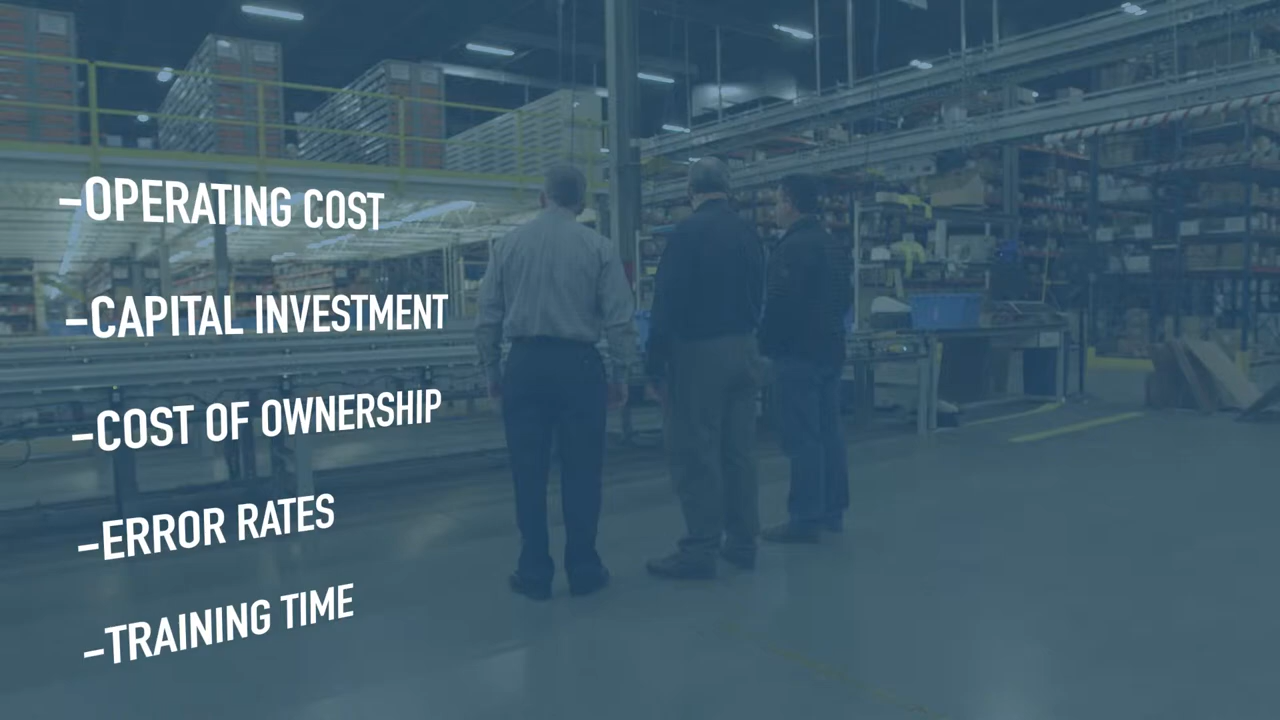 –OPERATING COST
–CAPITAL INVESTMENT
–COST OF OWNERSHIP
–ERROR RATES
–TRAINING TIME